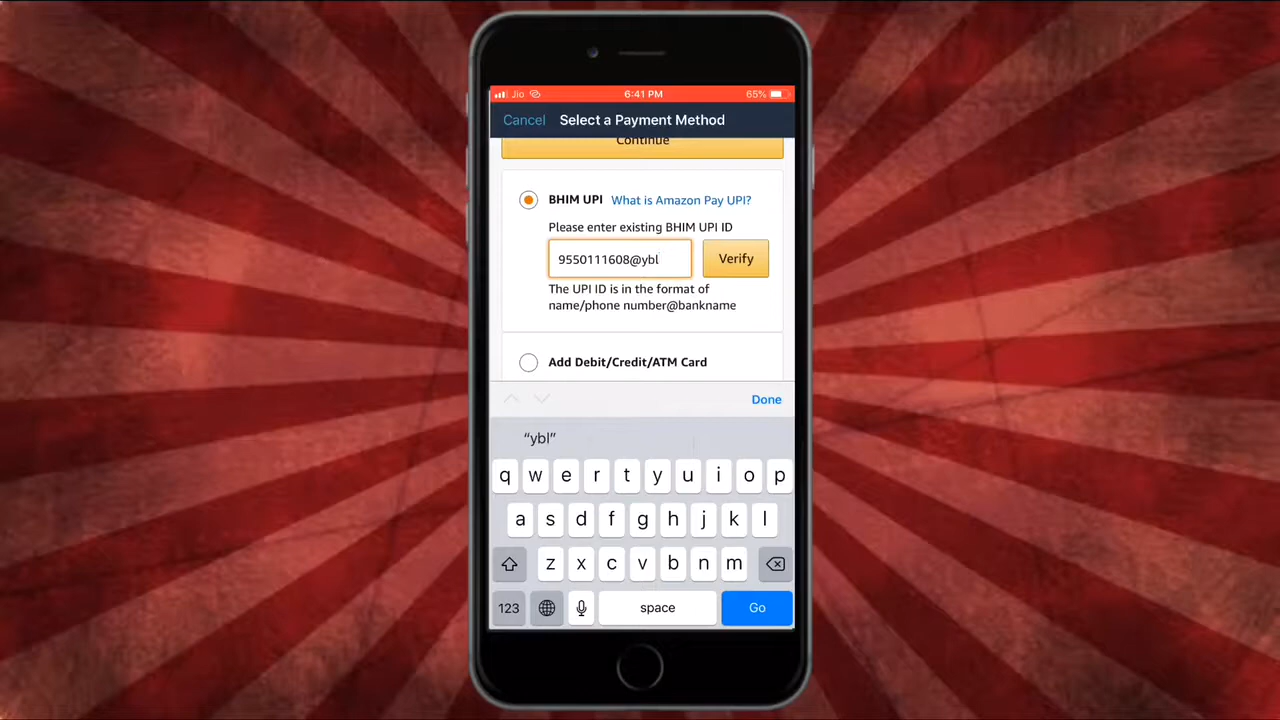 Jio 6:41 PM 65%
Cancel Select a Payment Method
Continue
BHIM UPI What is Amazon Pay UPI?
Please enter existing BHIM UPI ID
9550111608@ybl Verify
The UPI ID is in the format of
name/phone number@bankname
Add Debit/Credit/ATM Card
Done
“ybl”
q w e r t y u i o p
a s d f g h j k l
z x c v b n m
123 space Go